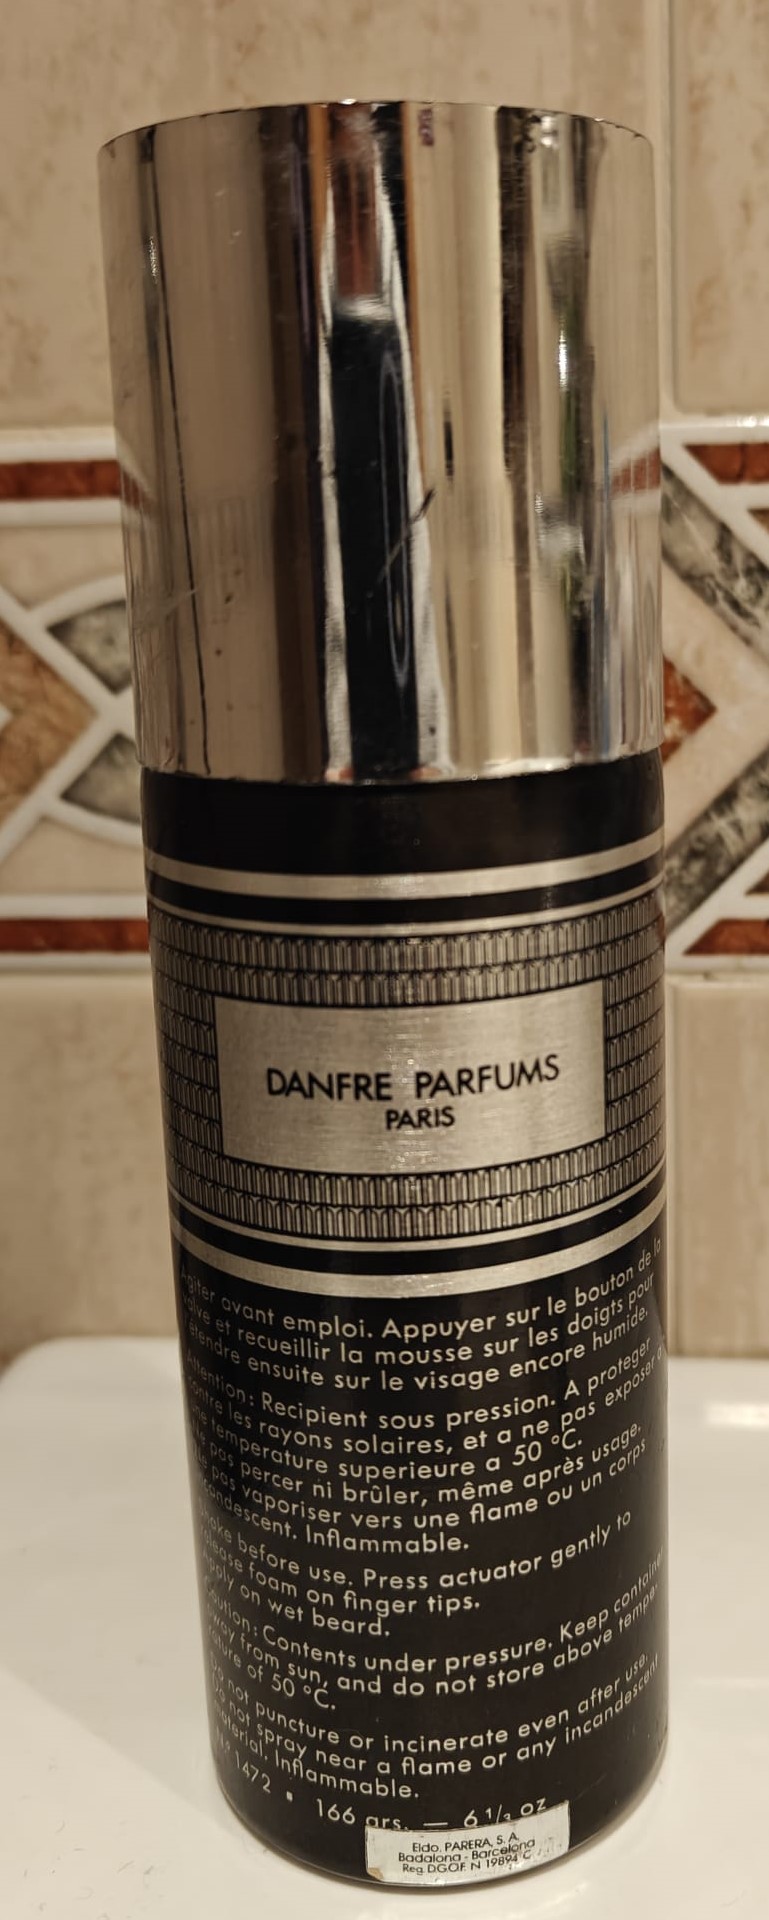 DANFRE PARFUMS
PARIS
Agiter avant emploi. Appuyer sur le bouton de la
valve et recueillir la mousse sur les doigts pour
l'étendre ensuite sur le visage encore humide.
Attention: Recipient sous pression. A proteger
contre les rayons solaires, et a ne pas exposer a
une temperature superieure a 50 °C.
Ne pas percer ni brûler, même après usage.
Ne pas vaporiser vers une flame ou un corps
incandescent. Inflammable.
Shake before use. Press actuator gently to
release foam on finger tips.
Apply on wet beard.
Caution: Contents under pressure. Keep container
away from sun, and do not store above tempe-
rature of 50 °C.
Do not puncture or incinerate even after use.
Do not spray near a flame or any incandescent
material. Inflammable.
N.º 1472 • 166 grs. — 6 1/3 oz
Eldo. PARERA, S. A.
Badalona - Barcelona
Reg. D.G.O.F. N 19894 C